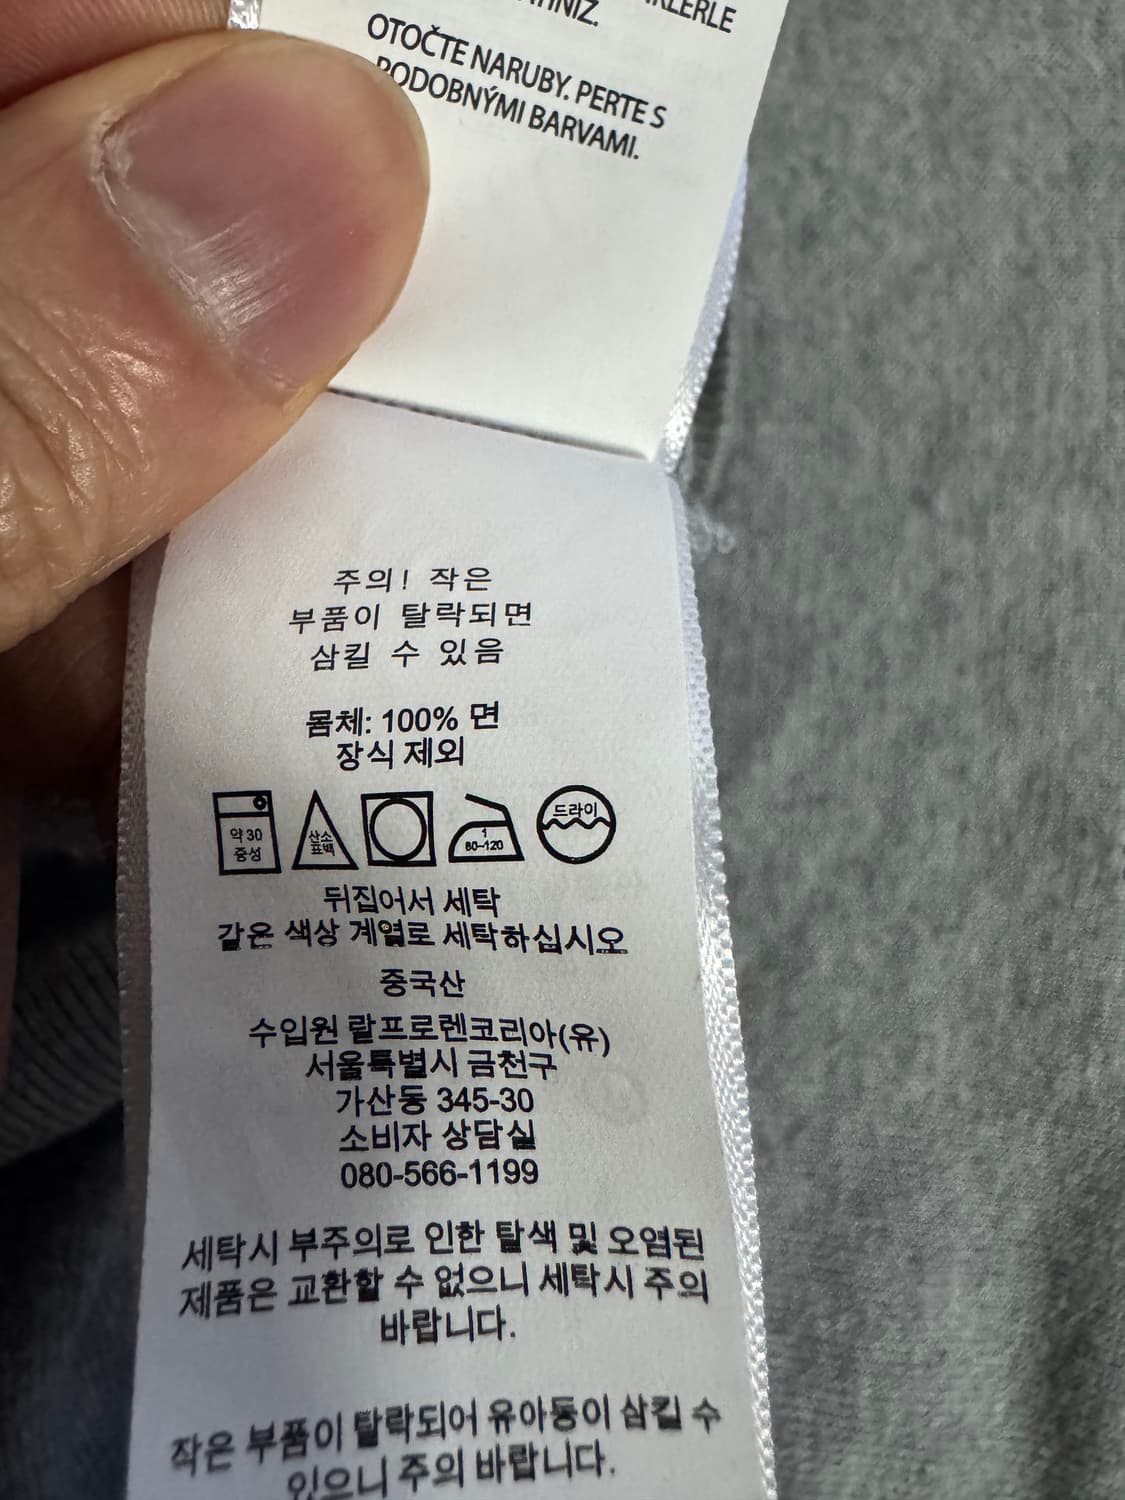 OTOČTE NARUBY. PERTE S
PODOBNÝMI BARVAMI.
주의! 작은
부품이 탈락되면
삼킬 수 있음
몸체: 100% 면
장식 제외
약 30
중성
산소
표백
1
80~120
드라이
뒤집어서 세탁
같은 색상 계열로 세탁하십시오
중국산
수입원 랄프로렌코리아(유)
서울특별시 금천구
가산동 345-30
소비자 상담실
080-566-1199
세탁시 부주의로 인한 탈색 및 오염된
제품은 교환할 수 없으니 세탁시 주의
바랍니다.
작은 부품이 탈락되어 유아동이 삼킬 수
있으니 주의 바랍니다.